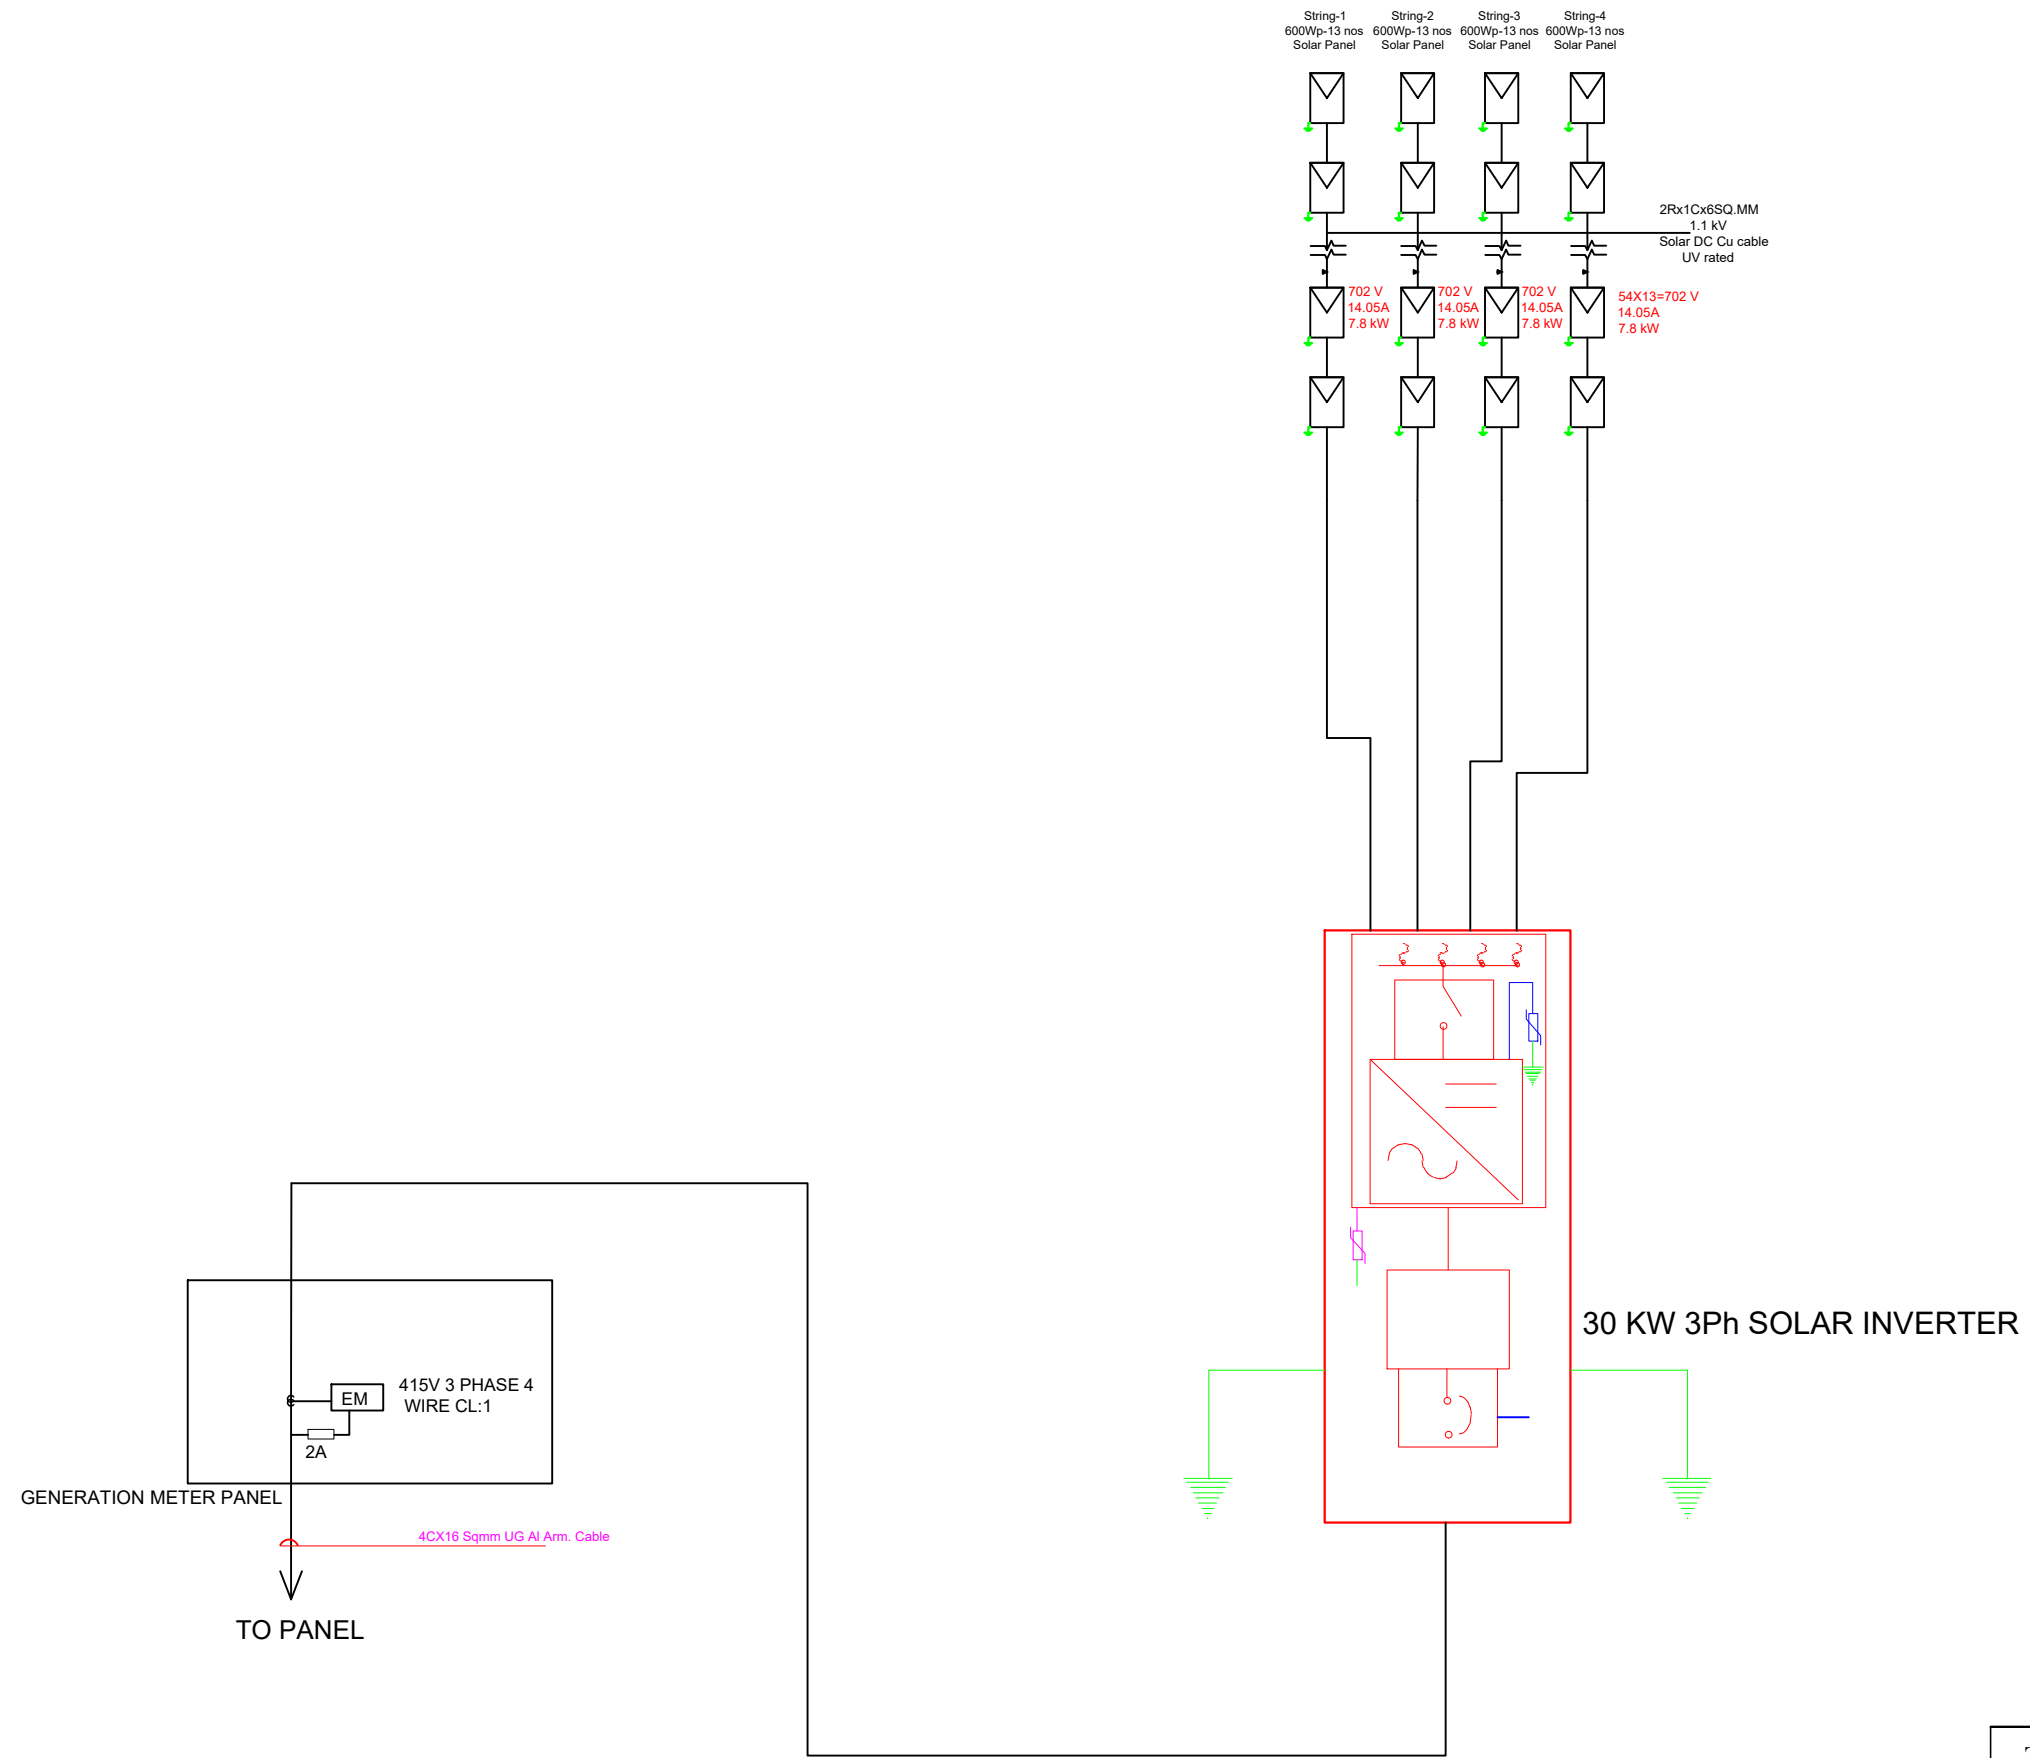 String-1
600Wp-13 nos
Solar Panel
String-2
600Wp-13 nos
Solar Panel
String-3
600Wp-13 nos
Solar Panel
String-4
600Wp-13 nos
Solar Panel
2Rx1Cx6SQ.MM
1.1 kV
Solar DC Cu cable
UV rated
702 V
14.05A
7.8 kW
702 V
14.05A
7.8 kW
702 V
14.05A
7.8 kW
54X13=702 V
14.05A
7.8 kW
30 KW 3Ph SOLAR INVERTER
EM
415V 3 PHASE 4
WIRE CL:1
2A
GENERATION METER PANEL
4CX16 Sqmm UG Al Arm. Cable
TO PANEL